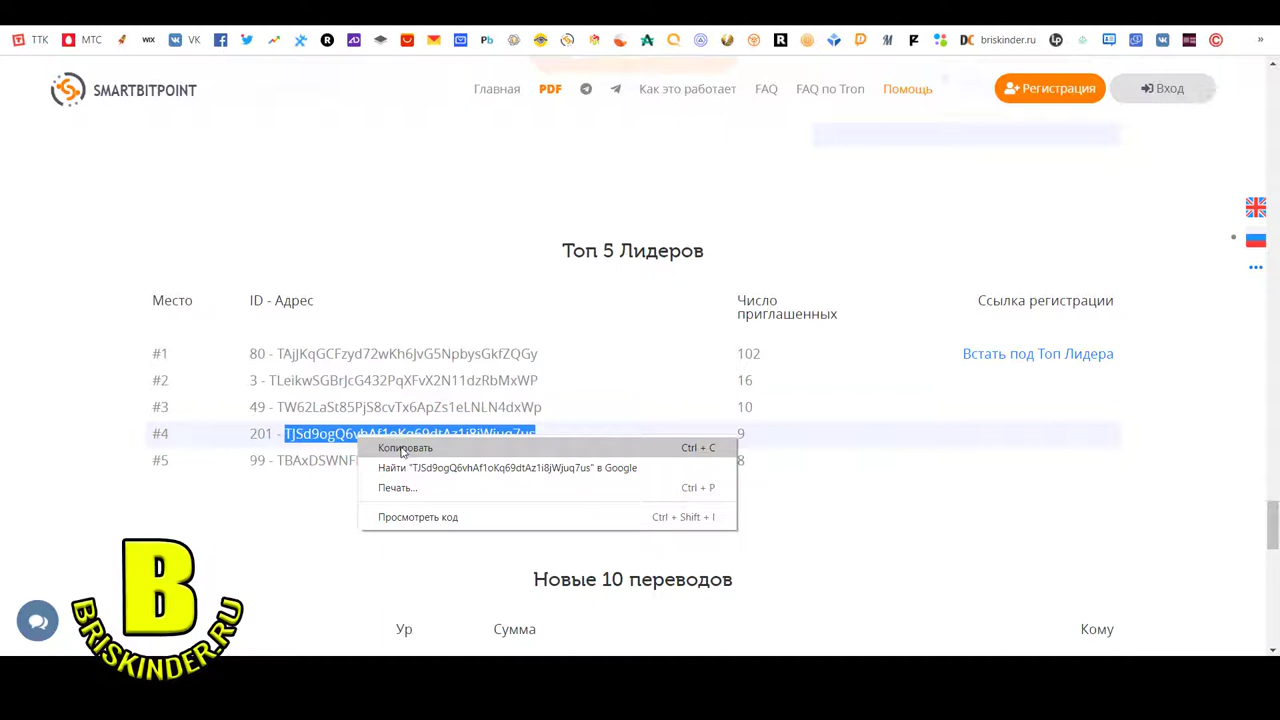 ТТК МТС WIX VK Pb briskinder.ru »
SMARTBITPOINT Главная PDF Как это работает FAQ FAQ по Tron Помощь Регистрация Вход
Топ 5 Лидеров
Место ID - Адрес Число приглашенных Ссылка регистрации
#1 80 - TAjJKqGCFzyd72wKh6JvG5NpbysGkfZQGy 102 Встать под Топ Лидера
#2 3 - TLeikwSGBrJcG432PqXFvX2N11dzRbMxWP 16
#3 49 - TW62LaSt85PjS8cvTx6ApZs1eLNLN4dxWp 10
#4 201 - TJSd9ogQ6vhAf1oKq69dtAz1i8jWjuq7us 9
Копировать Ctrl + C
#5 99 - TBAxDSWNF 8
Найти "TJSd9ogQ6vhAf1oKq69dtAz1i8jWjuq7us" в Google
Печать... Ctrl + P
Просмотреть код Ctrl + Shift + I
Новые 10 переводов
Ур Сумма Кому
B
BRISKINDER.RU